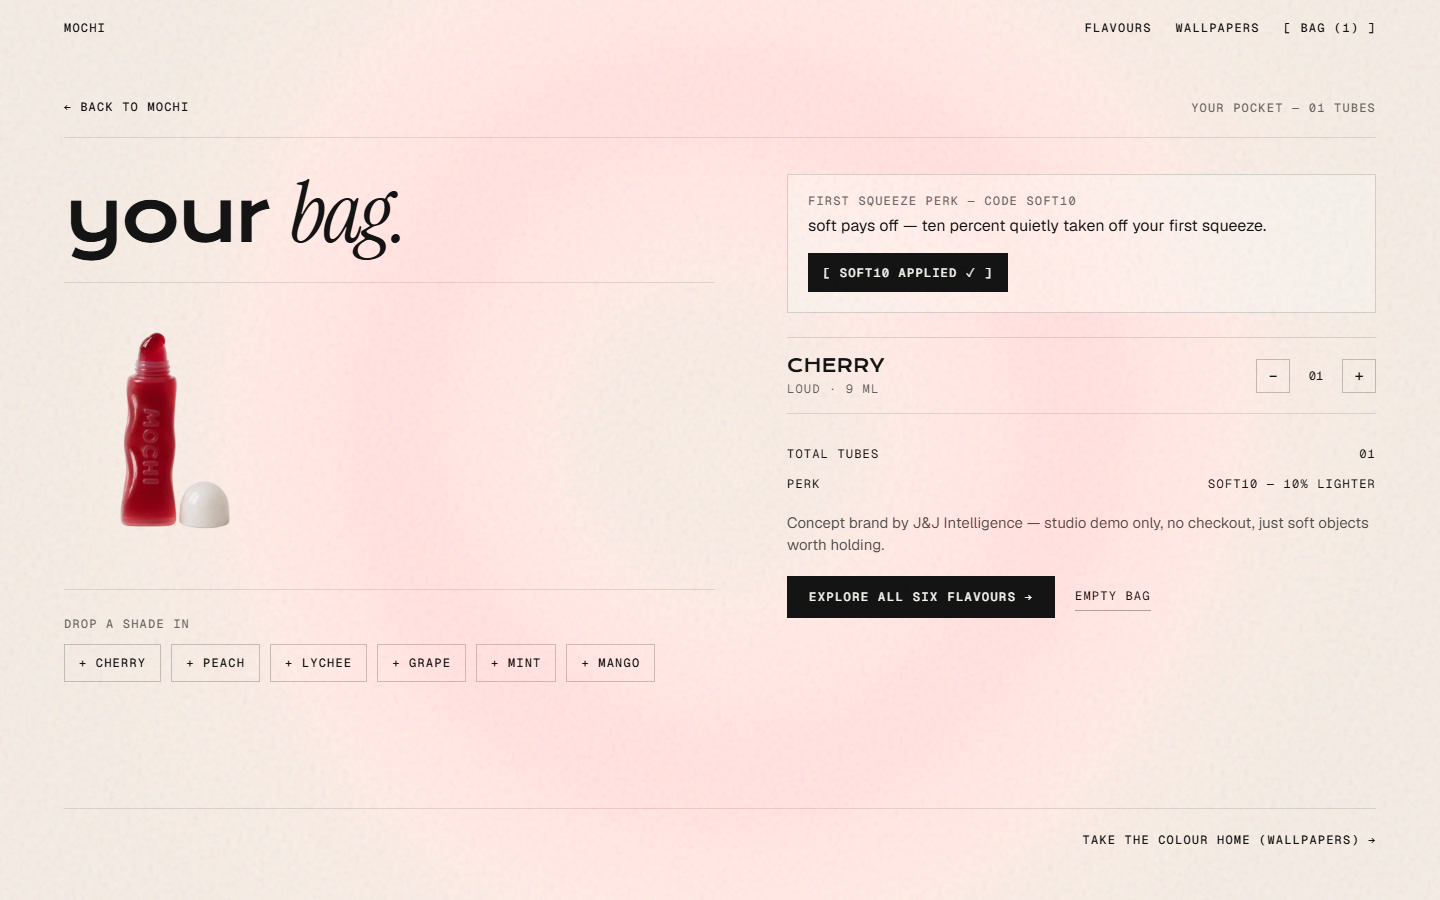 MOCHI
FLAVOURS WALLPAPERS [ BAG (1) ]
← BACK TO MOCHI
YOUR POCKET — 01 TUBES
your bag.
MOCHI
DROP A SHADE IN
+ CHERRY + PEACH + LYCHEE + GRAPE + MINT + MANGO
FIRST SQUEEZE PERK — CODE SOFT10
soft pays off — ten percent quietly taken off your first squeeze.
[ SOFT10 APPLIED ✓ ]
CHERRY
LOUD · 9 ML
− 01 +
TOTAL TUBES 01
PERK SOFT10 — 10% LIGHTER
Concept brand by J&J Intelligence — studio demo only, no checkout, just soft objects
worth holding.
EXPLORE ALL SIX FLAVOURS →
EMPTY BAG
TAKE THE COLOUR HOME (WALLPAPERS) →